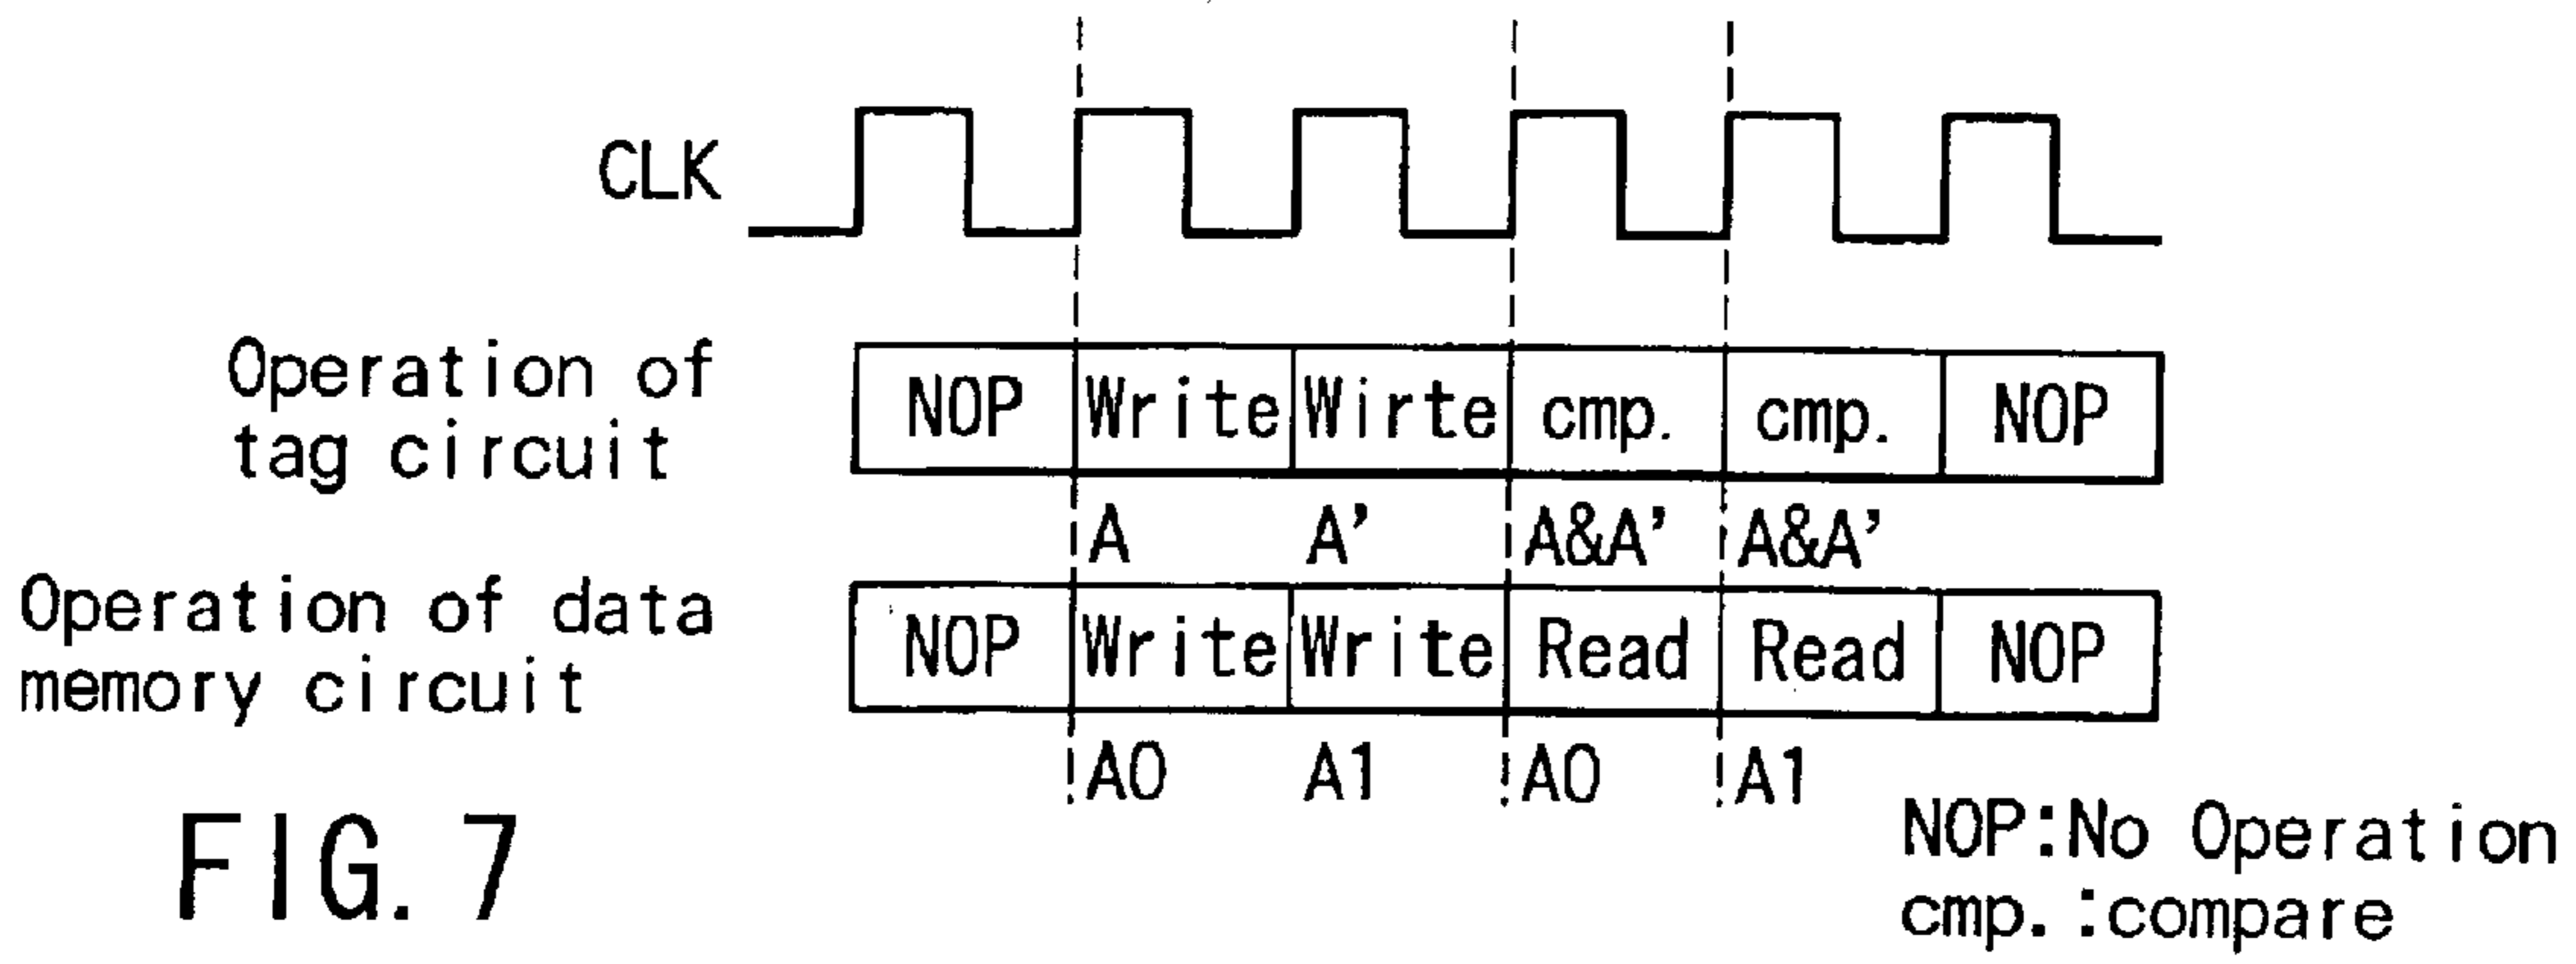 CLK
Operation of
tag circuit
NOP Write Wirte cmp. cmp. NOP
A A' A&A' A&A'
Operation of data
memory circuit
NOP Write Write Read Read NOP
A0 A1 A0 A1
FIG. 7
NOP:No Operation
cmp.:compare